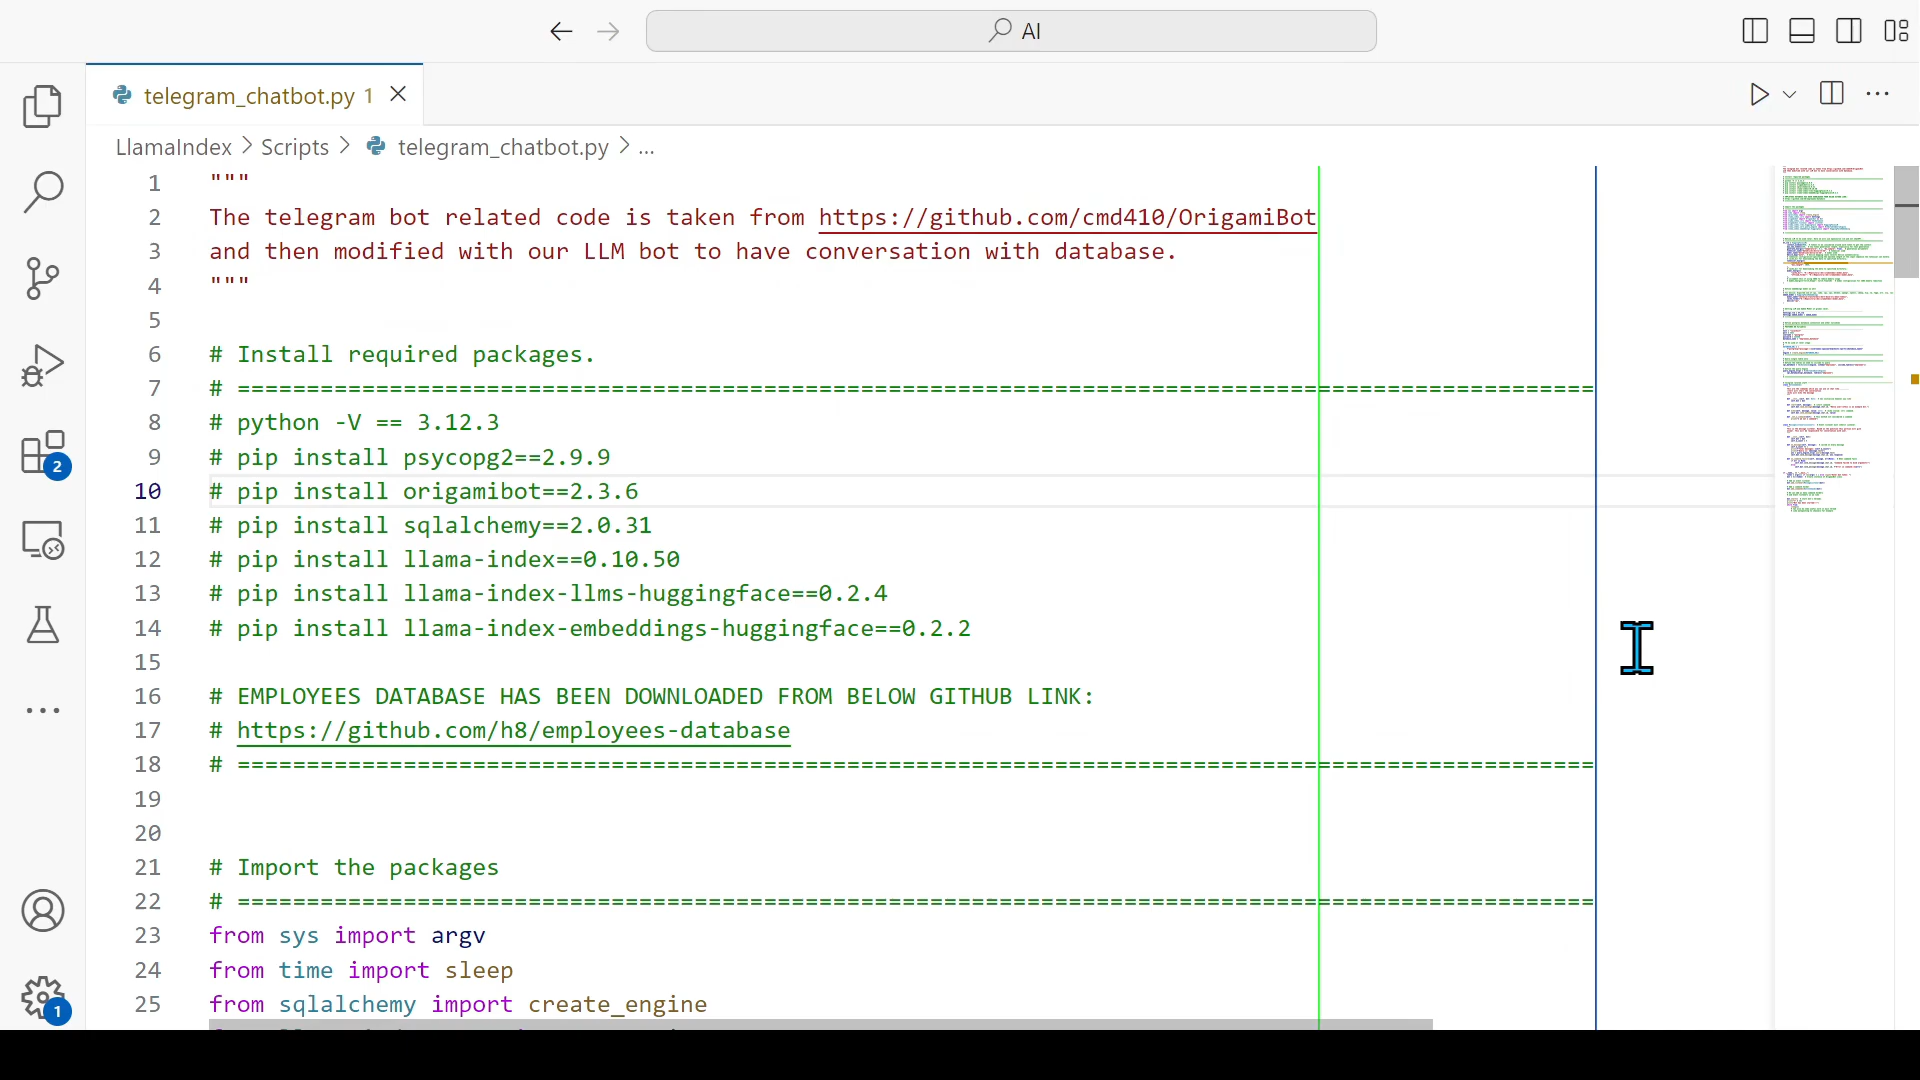 AI
telegram_chatbot.py 1
LlamaIndex > Scripts > telegram_chatbot.py > ...
1 """
2 The telegram bot related code is taken from https://github.com/cmd410/OrigamiBot
3 and then modified with our LLM bot to have conversation with database.
4 """
5
6 # Install required packages.
7 # ==================================================================================================
8 # python -V == 3.12.3
9 # pip install psycopg2==2.9.9
10 # pip install origamibot==2.3.6
11 # pip install sqlalchemy==2.0.31
12 # pip install llama-index==0.10.50
13 # pip install llama-index-llms-huggingface==0.2.4
14 # pip install llama-index-embeddings-huggingface==0.2.2
15
16 # EMPLOYEES DATABASE HAS BEEN DOWNLOADED FROM BELOW GITHUB LINK:
17 # https://github.com/h8/employees-database
18 # ==================================================================================================
19
20
21 # Import the packages
22 # ==================================================================================================
23 from sys import argv
24 from time import sleep
25 from sqlalchemy import create_engine
2
1